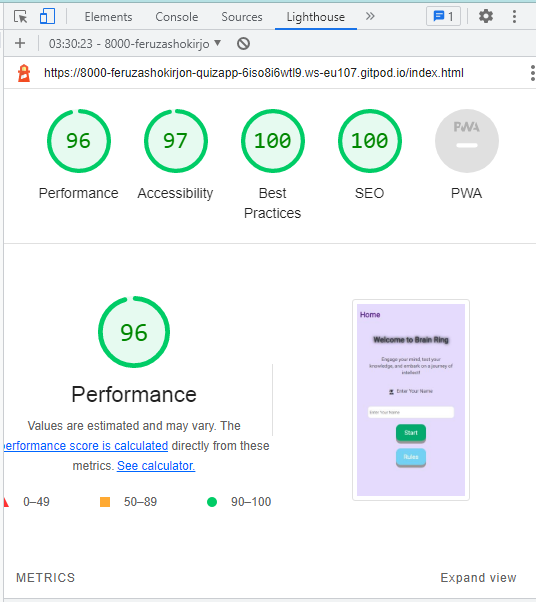 Elements Console Sources Lighthouse » 1
03:30:23 - 8000-feruzashokirjo
https://8000-feruzashokirjon-quizapp-6iso8i6wtl9.ws-eu107.gitpod.io/index.html
96 97 100 100 PWA
Performance Accessibility Best Practices SEO PWA
96
Performance
Values are estimated and may vary. The
performance score is calculated directly from these
metrics. See calculator.
0–49 50–89 90–100
Home
Welcome to Brain Ring
Engage your mind, test your
knowledge, and embark on a journey of
intellect!
Enter Your Name
Enter Your Name
Start
Rules
METRICS Expand view